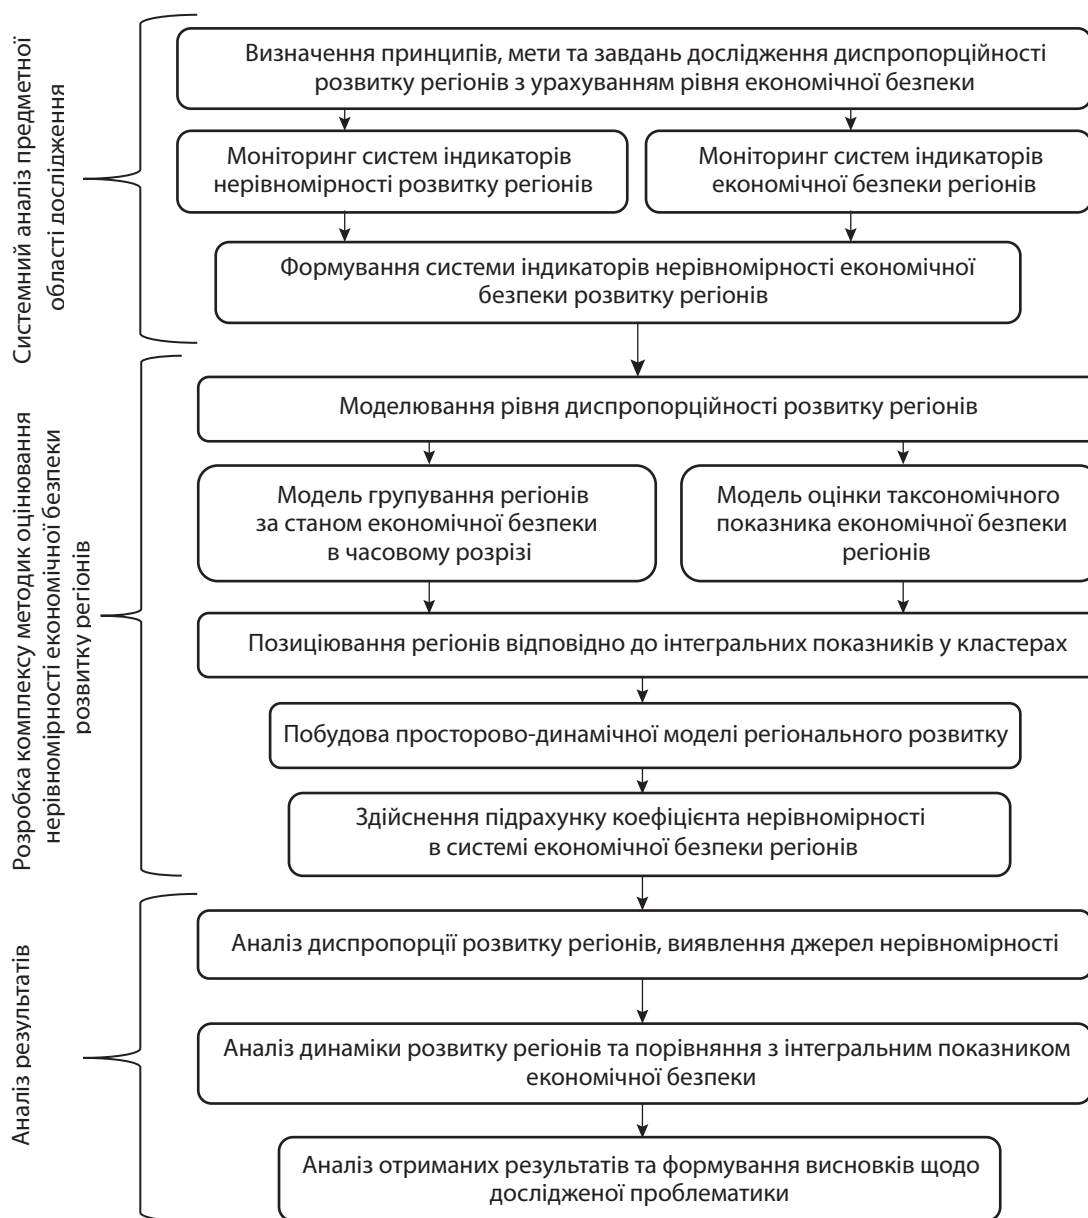 Системний аналіз предметної
області дослідження
Визначення принципів, мети та завдань дослідження диспропорційності
розвитку регіонів з урахуванням рівня економічної безпеки
Моніторинг систем індикаторів
нерівномірності розвитку регіонів
Моніторинг систем індикаторів
економічної безпеки регіонів
Формування системи індикаторів нерівномірності економічної
безпеки розвитку регіонів
Розробка комплексу методик оцінювання
нерівномірності економічної безпеки
розвитку регіонів
Моделювання рівня диспропорційності розвитку регіонів
Модель групування регіонів
за станом економічної безпеки
в часовому розрізі
Модель оцінки таксономічного
показника економічної безпеки
регіонів
Позиціювання регіонів відповідно до інтегральних показників у кластерах
Побудова просторово-динамічної моделі регіонального розвитку
Здійснення підрахунку коефіцієнта нерівномірності
в системі економічної безпеки регіонів
Аналіз результатів
Аналіз диспропорції розвитку регіонів, виявлення джерел нерівномірності
Аналіз динаміки розвитку регіонів та порівняння з інтегральним показником
економічної безпеки
Аналіз отриманих результатів та формування висновків щодо
дослідженої проблематики